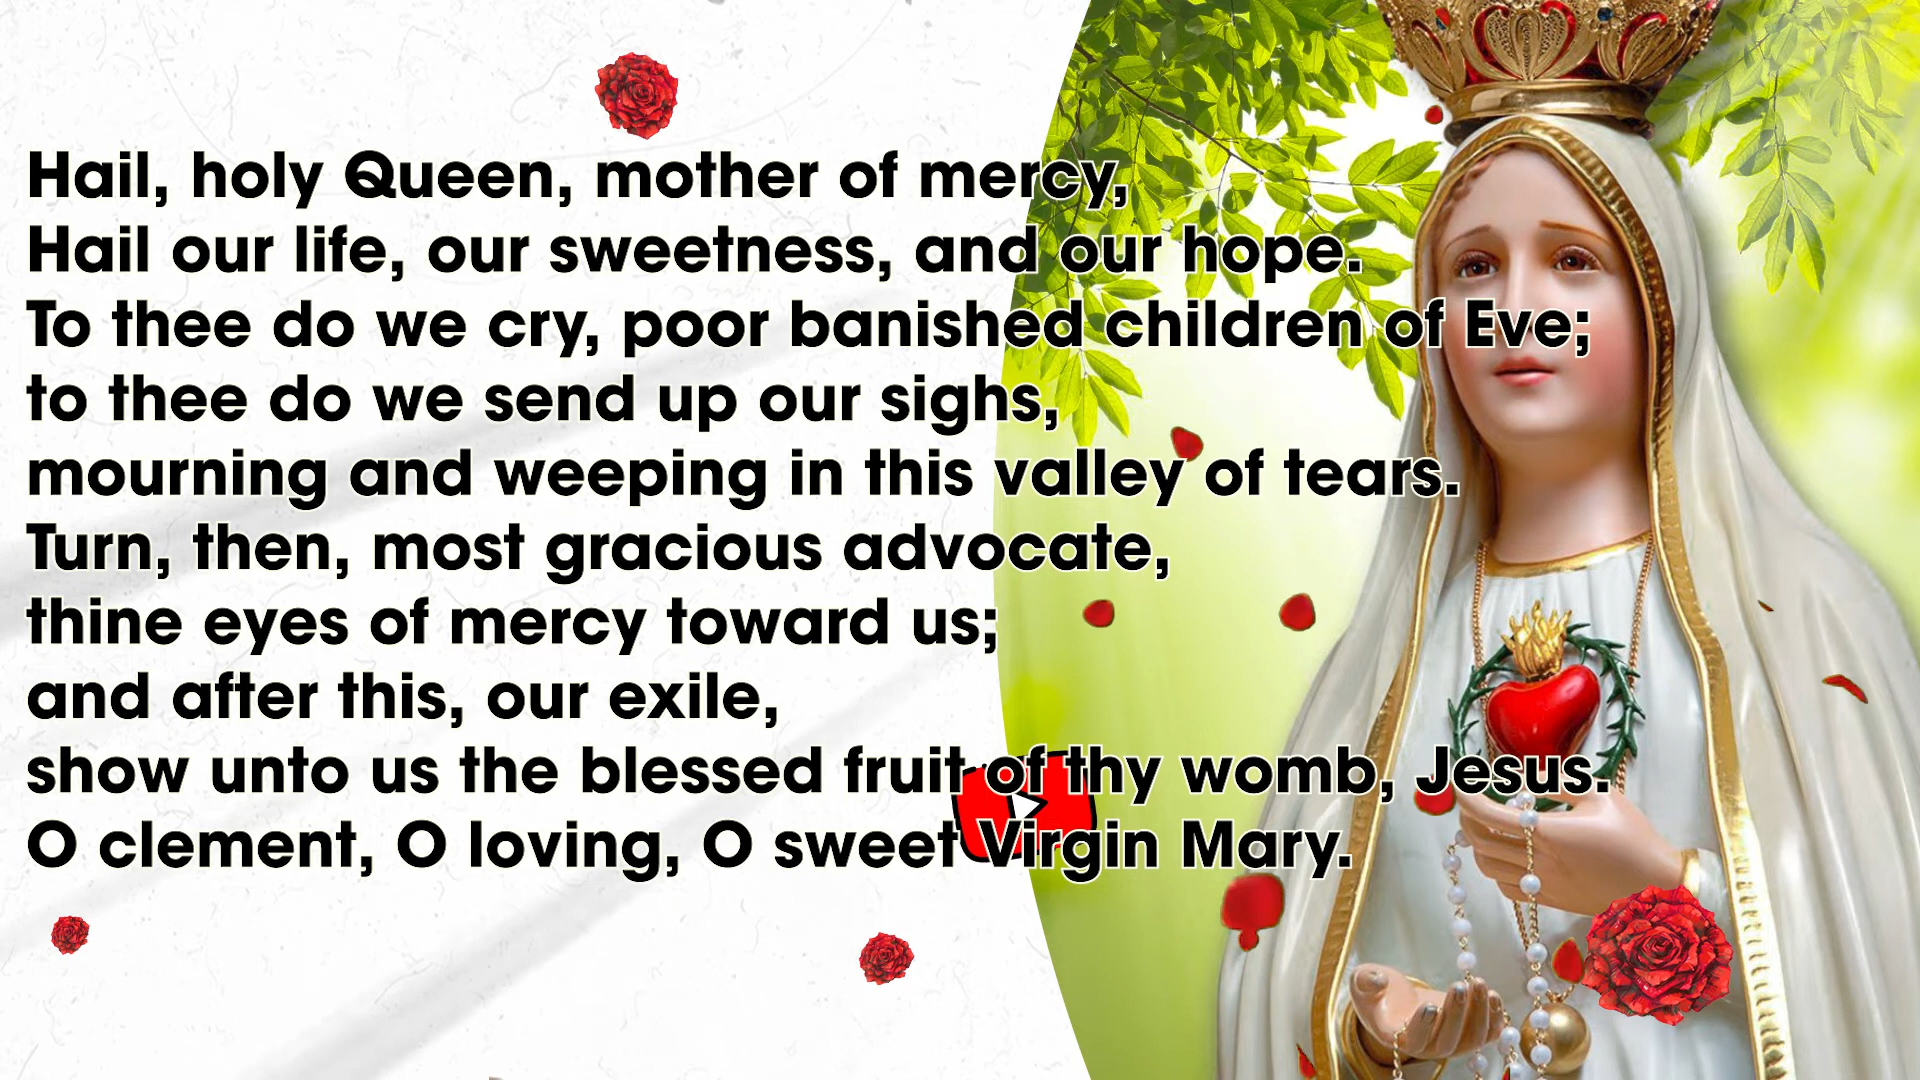 Hail, holy Queen, mother of mercy,
Hail our life, our sweetness, and our hope.
To thee do we cry, poor banished children of Eve;
to thee do we send up our sighs,
mourning and weeping in this valley of tears.
Turn, then, most gracious advocate,
thine eyes of mercy toward us;
and after this, our exile,
show unto us the blessed fruit of thy womb, Jesus.
O clement, O loving, O sweet Virgin Mary.